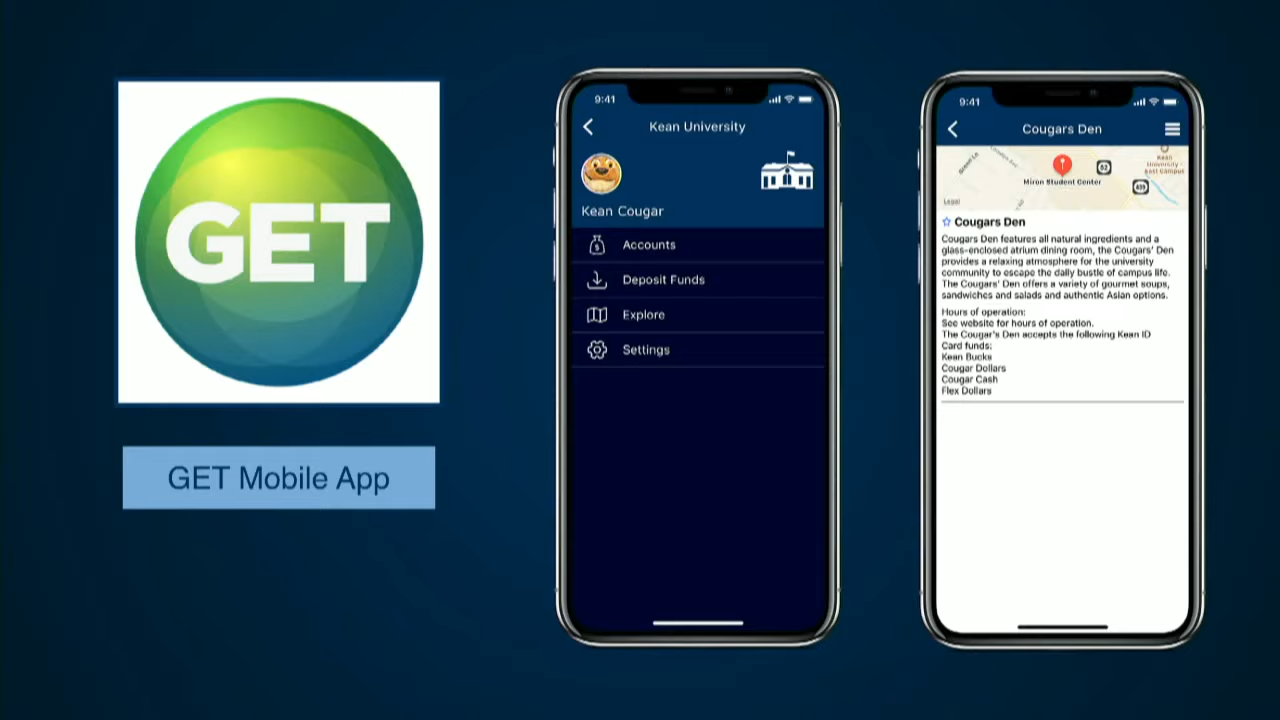 GET
GET Mobile App
9:41
Kean University
Kean Cougar
Accounts
Deposit Funds
Explore
Settings
9:41
Cougars Den
Miron Student Center
Kean
University -
East Campus
Legal
Cougars Den
Cougars Den features all natural ingredients and a
glass-enclosed atrium dining room, the Cougars' Den
provides a relaxing atmosphere for the university
community to escape the daily bustle of campus life.
The Cougars' Den offers a variety of gourmet soups,
sandwiches and salads and authentic Asian options.
Hours of operation:
See website for hours of operation.
The Cougar's Den accepts the following Kean ID
Card funds:
Kean Bucks
Cougar Dollars
Cougar Cash
Flex Dollars